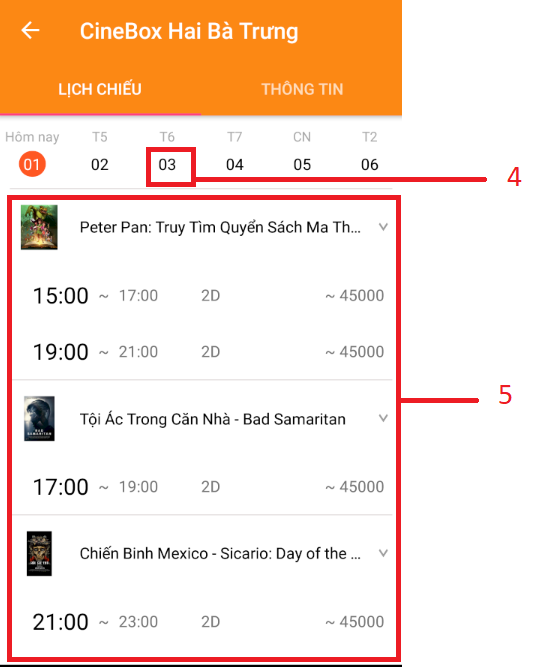 CineBox Hai Bà Trưng
LỊCH CHIẾU THÔNG TIN
Hôm nay T5 T6 T7 CN T2
01 02 03 04 05 06
4
Peter Pan: Truy Tìm Quyển Sách Ma Th...
15:00 ~ 17:00 2D ~ 45000
19:00 ~ 21:00 2D ~ 45000
5
Tội Ác Trong Căn Nhà - Bad Samaritan
BAD SAMARITAN
17:00 ~ 19:00 2D ~ 45000
Chiến Binh Mexico - Sicario: Day of the ...
21:00 ~ 23:00 2D ~ 45000